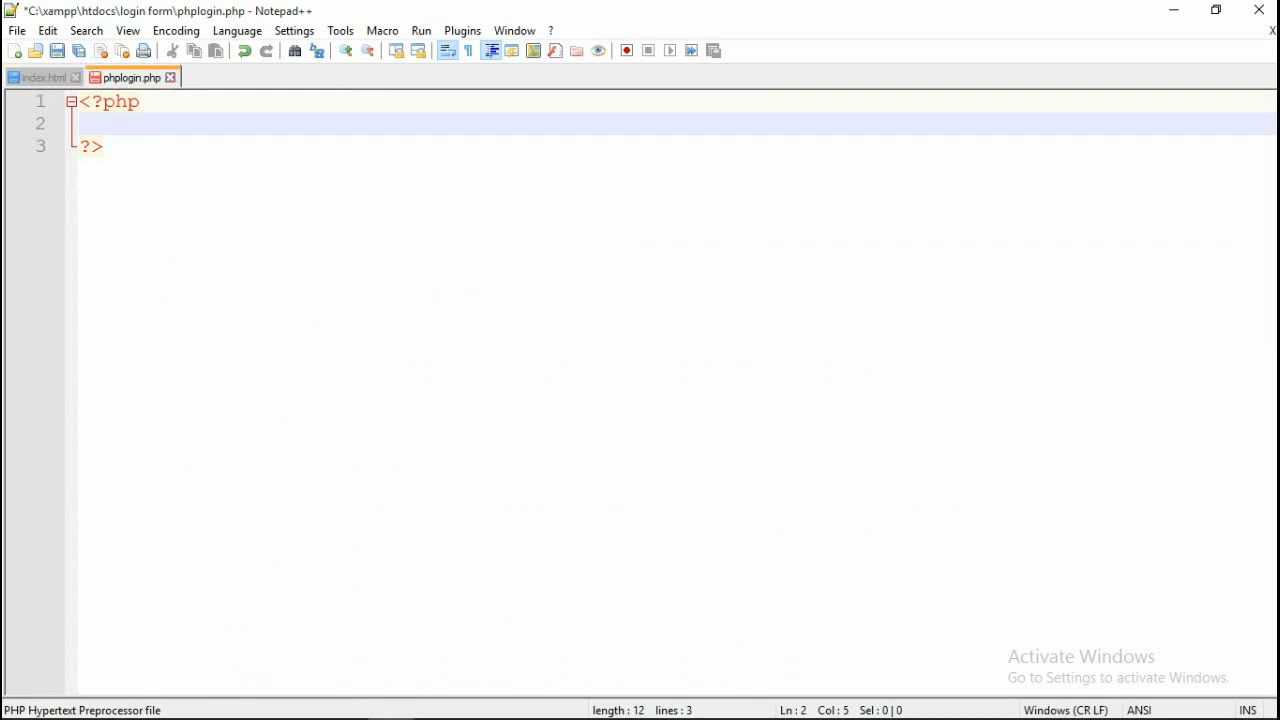 *C:\xampp\htdocs\login form\phplogin.php - Notepad++
File Edit Search View Encoding Language Settings Tools Macro Run Plugins Window ? X
index.html phplogin.php
1 <?php
2
3 ?>
Activate Windows
Go to Settings to activate Windows.
PHP Hypertext Preprocessor file length : 12 lines : 3 Ln : 2 Col : 5 Sel : 0 | 0 Windows (CR LF) ANSI INS